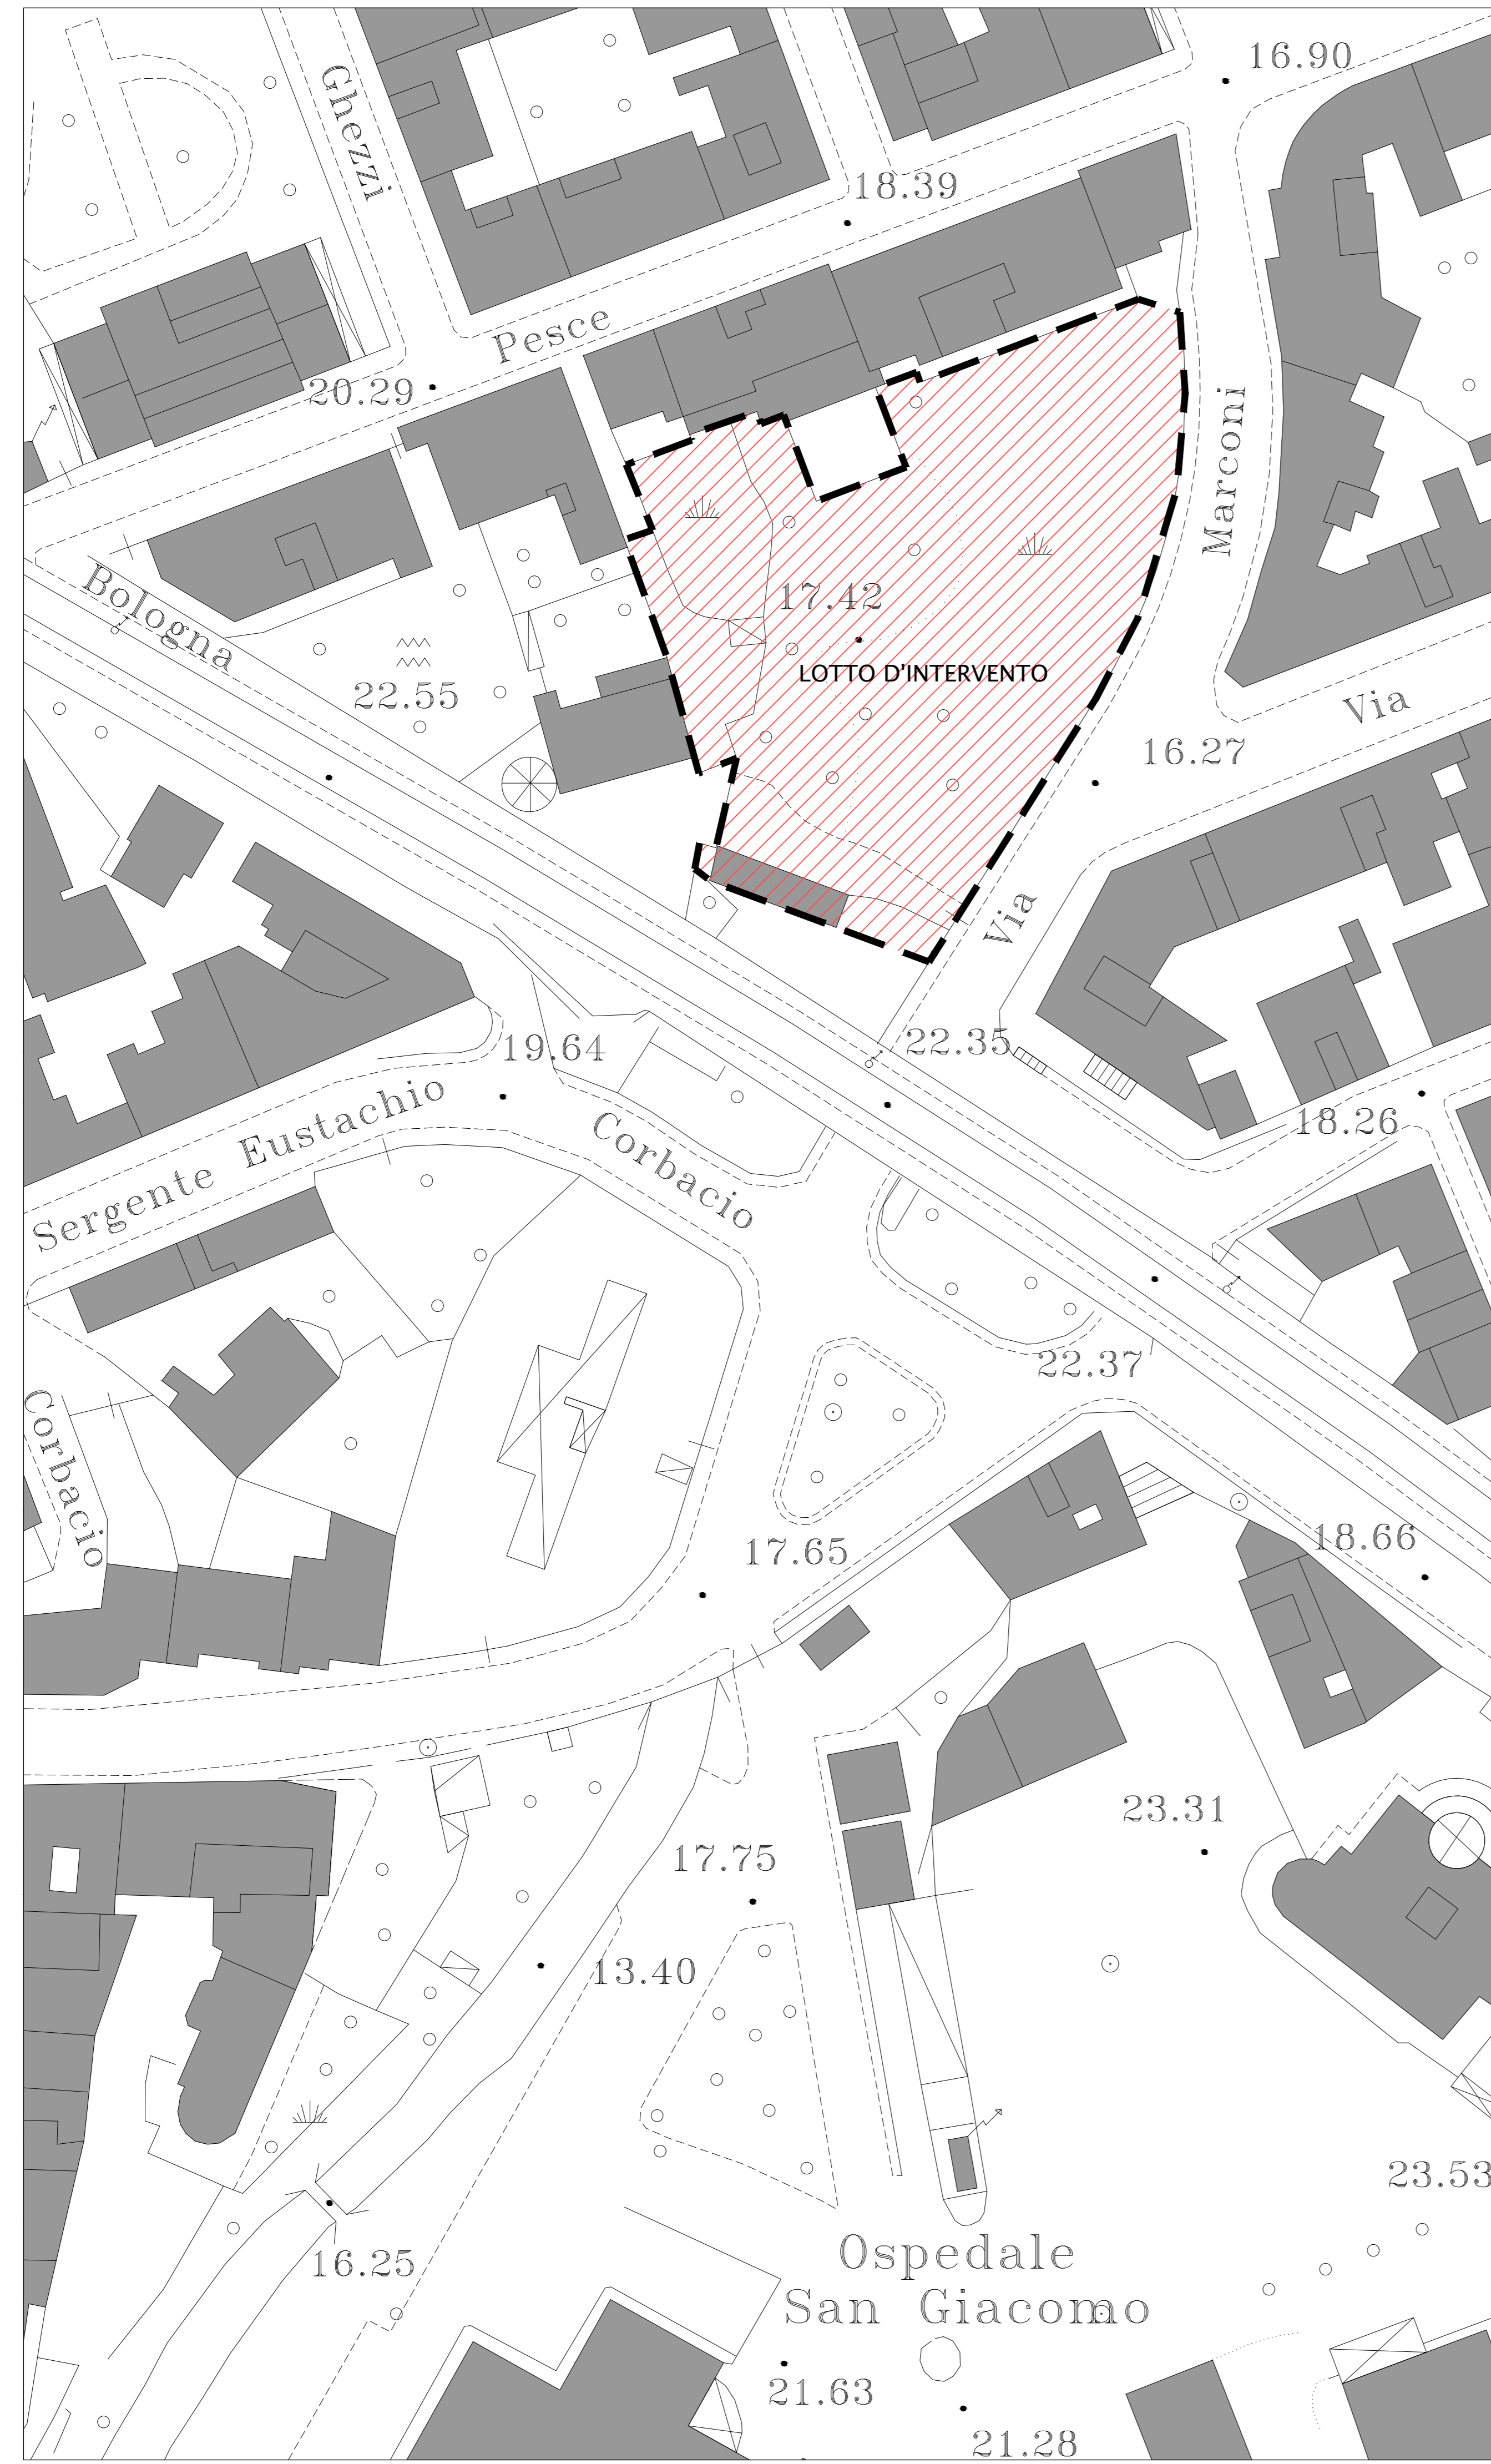 16.90
Ghezzi
18.39
Pesce
20.29
Marconi
Bologna
17.42
LOTTO D'INTERVENTO
22.55
Via
16.27
Via
22.35
19.64
Sergente Eustachio
Corbacio
18.26
22.37
Corbacio
17.65
18.66
23.31
17.75
13.40
23.53
16.25
Ospedale
San Giacomo
21.63
21.28